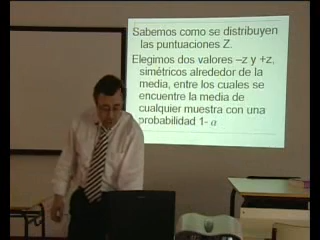 Sabemos como se distribuyen
las puntuaciones Z.
Elegimos dos valores –z y +z,
simétricos alrededor de la
media, entre los cuales se
encuentre la media de
cualquier muestra con una
probabilidad 1- α